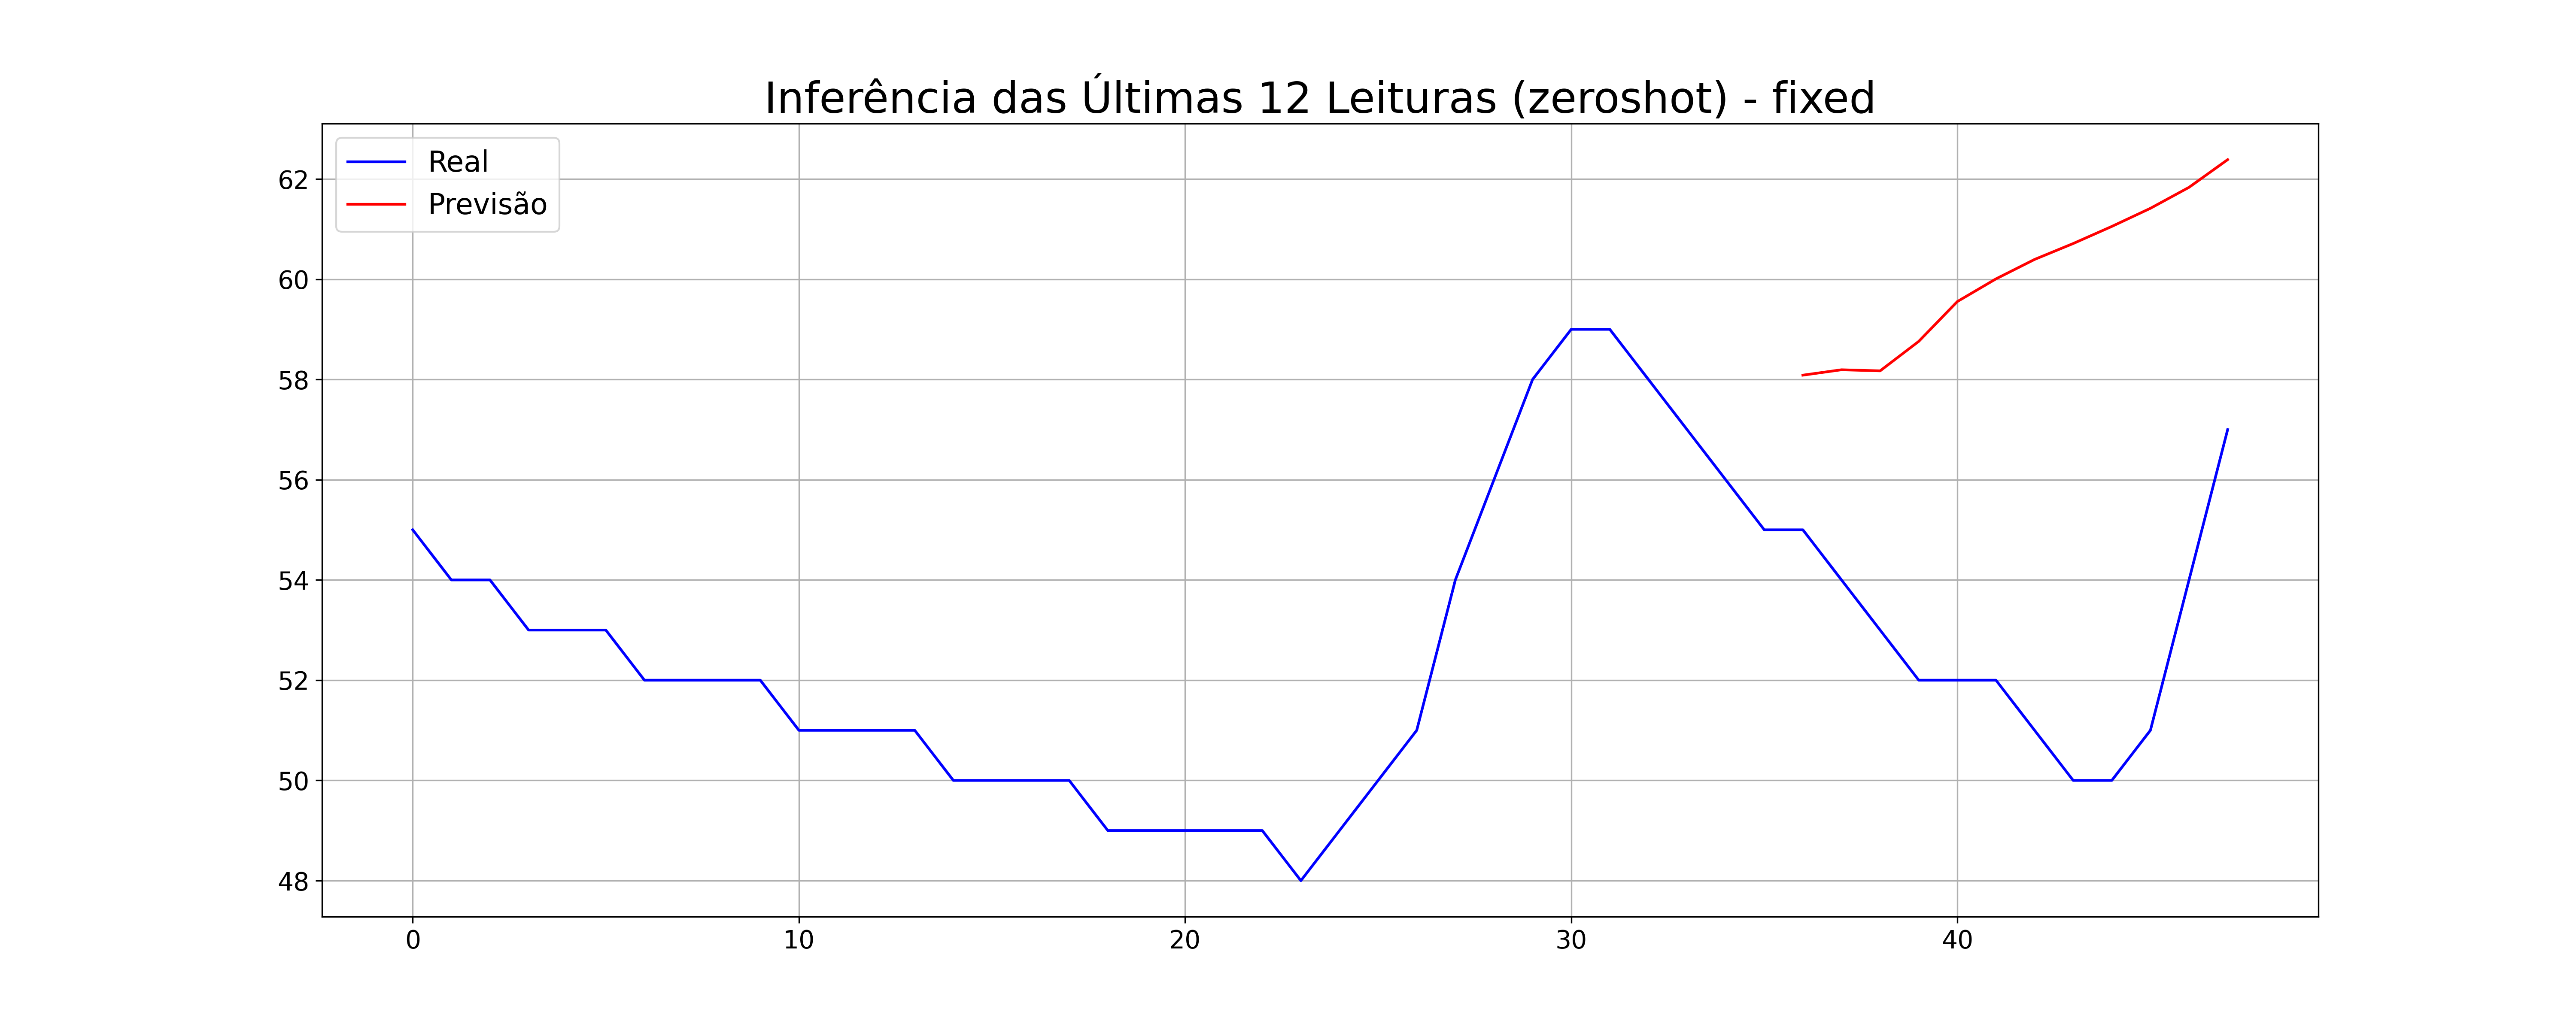 Inferência das Últimas 12 Leituras (zeroshot) - fixed
Real
Previsão
62
60
58
56
54
52
50
48
0 10 20 30 40